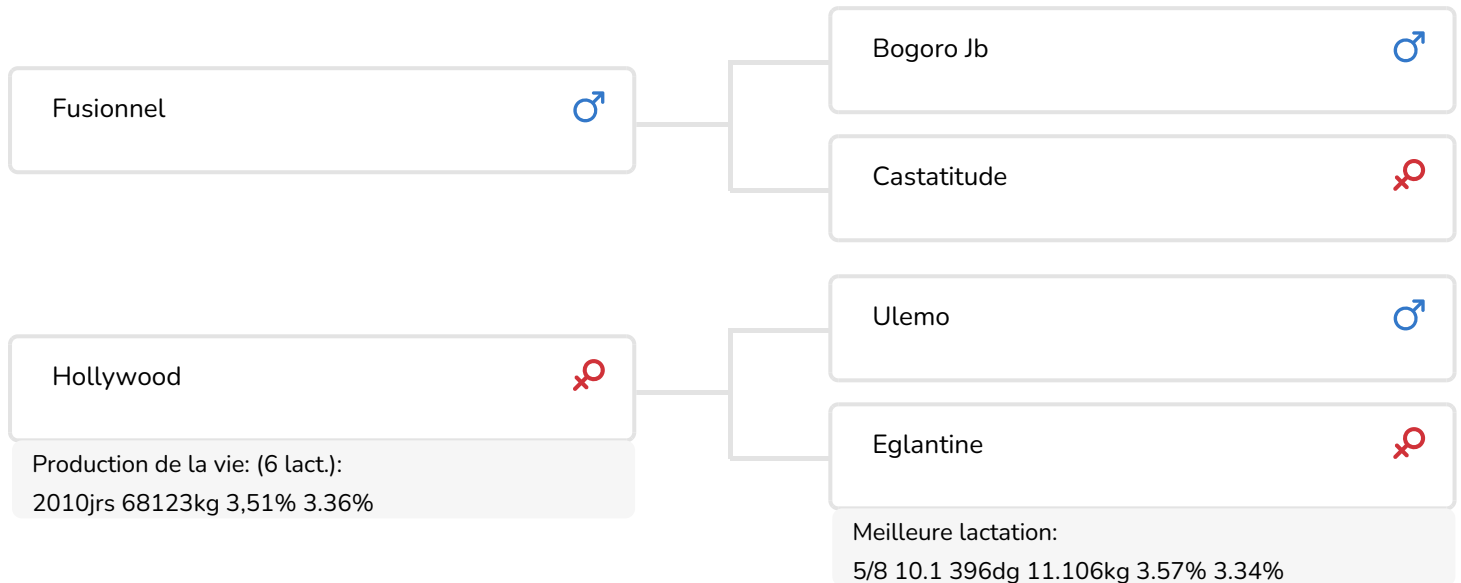 Fusionnel
Bogoro Jb
Castatitude
Hollywood
Production de la vie: (6 lact.):
2010jrs 68123kg 3,51% 3.36%
Ulemo
Eglantine
Meilleure lactation:
5/8 10.1 396dg 11.106kg 3.57% 3.34%